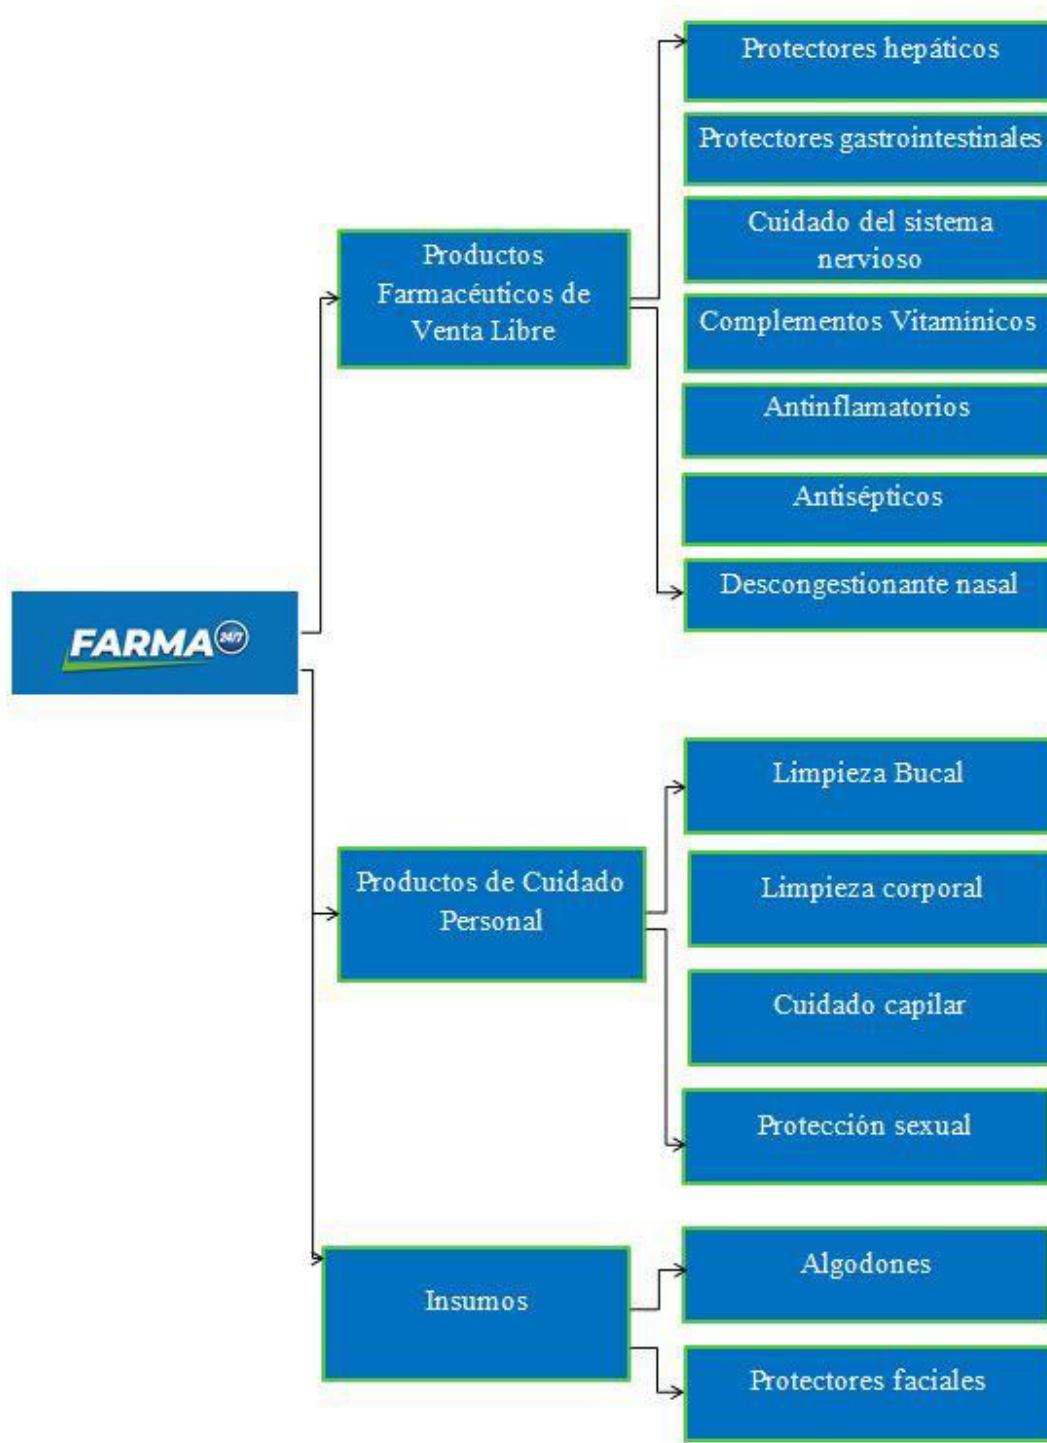 Protectores hepáticos
Protectores gastrointestinales
Cuidado del sistema
nervioso
Productos
Farmacéuticos de
Venta Libre
Complementos Vitamínicos
Antinflamatorios
Antisépticos
Descongestionante nasal
FARMA 24/7
Limpieza Bucal
Productos de Cuidado
Personal
Limpieza corporal
Cuidado capilar
Protección sexual
Insumos
Algodones
Protectores faciales